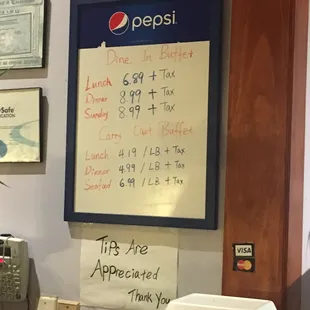 pepsi
Dine In Buffet
Lunch 6.89 + Tax
Dinner 8.99 + Tax
Sunday 8.99 + Tax
Carry Out Buffet
Lunch 4.19 / LB + Tax
Dinner 4.99 / LB + Tax
Seafood 6.99 / LB + Tax
Tips Are
Appreciated
Thank you
VISA
MasterCard